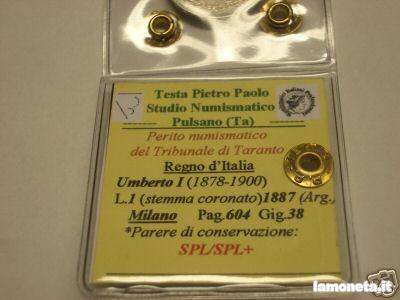 Testa Pietro Paolo
Studio Numismatico
Pulsano (Ta)
Perito numismatico
del Tribunale di Taranto
Regno d'Italia
Umberto I (1878-1900)
L.1 (stemma coronato)1887 (Arg.)
Milano Pag.604 Gig.38
*Parere di conservazione:
SPL/SPL+
lamoneta.it